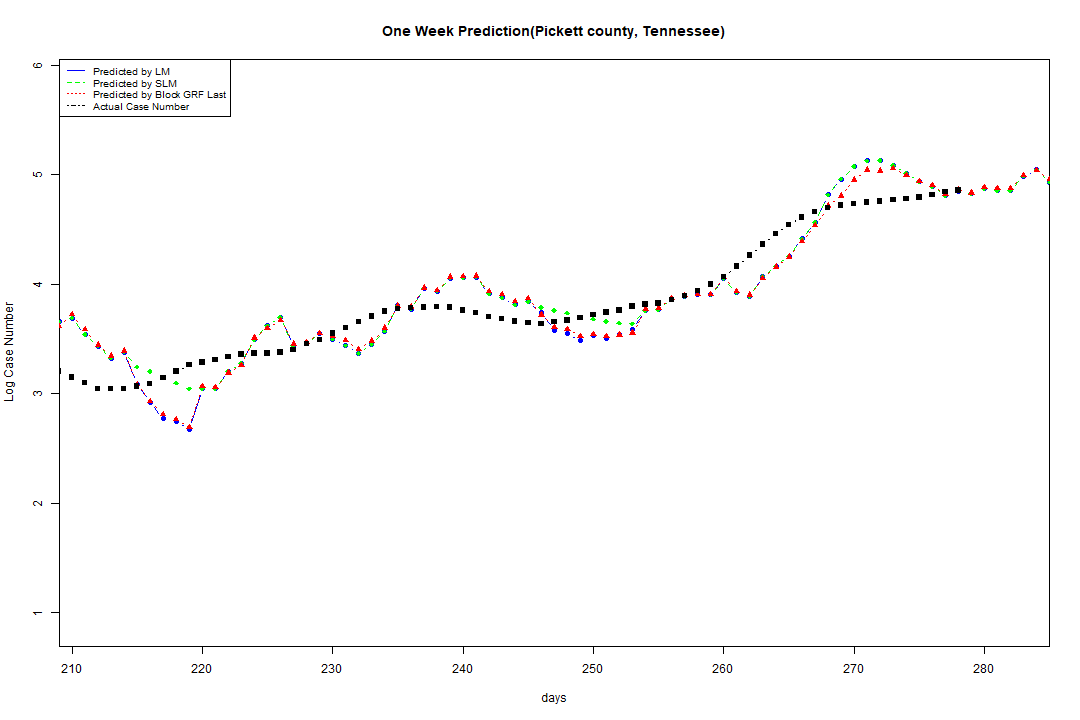 One Week Prediction(Pickett county, Tennessee)
Predicted by LM
Predicted by SLM
Predicted by Block GRF Last
Actual Case Number
6
5
4
3
2
1
Log Case Number
210 220 230 240 250 260 270 280
days